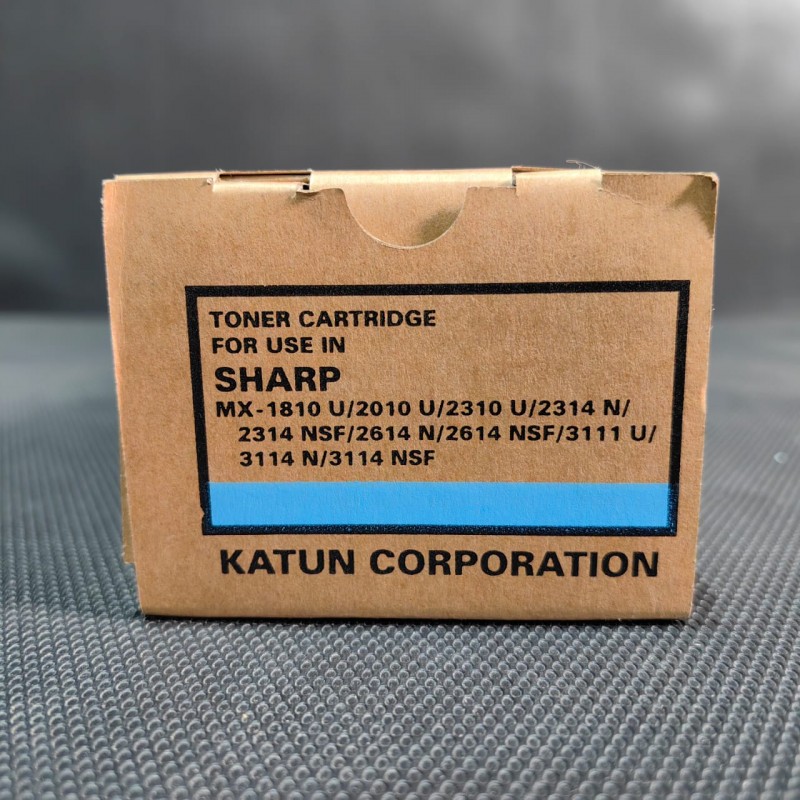 TONER CARTRIDGE
FOR USE IN
SHARP
MX-1810 U/2010 U/2310 U/2314 N/
2314 NSF/2614 N/2614 NSF/3111 U/
3114 N/3114 NSF
KATUN CORPORATION